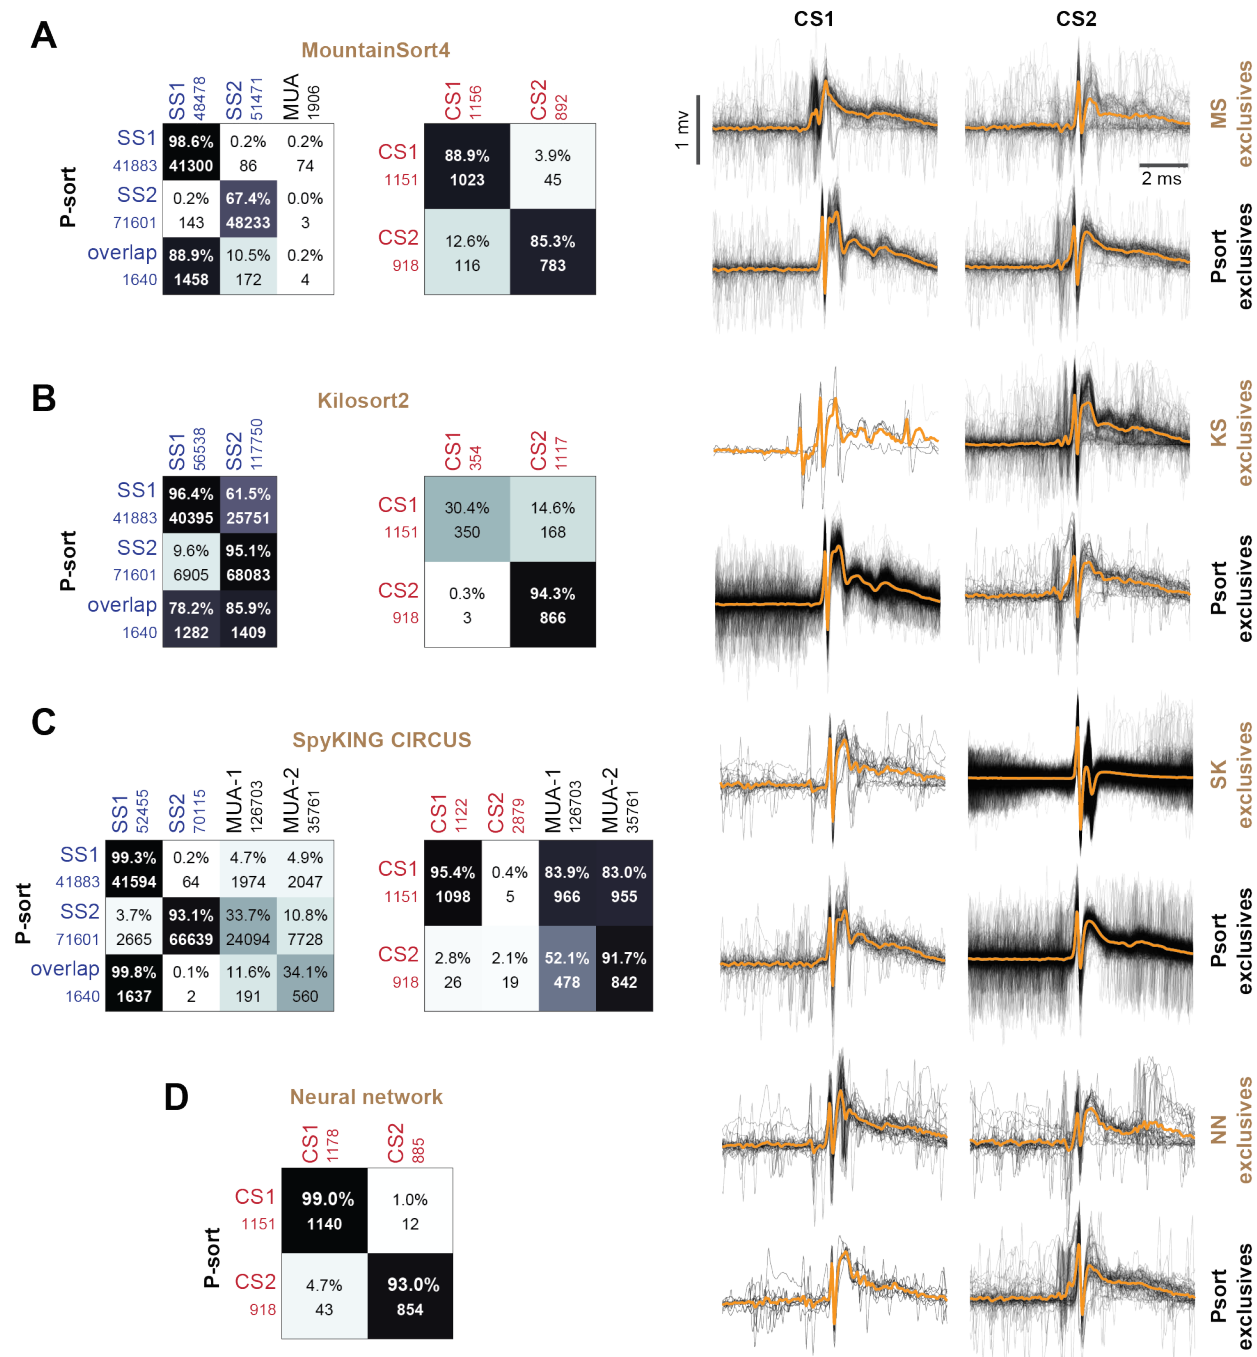 A
MountainSort4
SS1
48478
SS2
51471
MUA
1906
CS1
1156
CS2
892
P-sort
SS1
41883
98.6%
41300
0.2%
86
0.2%
74
SS2
71601
0.2%
143
67.4%
48233
0.0%
3
overlap
1640
88.9%
1458
10.5%
172
0.2%
4
CS1
1151
88.9%
1023
3.9%
45
CS2
918
12.6%
116
85.3%
783
CS1
CS2
1 mv
2 ms
MS
exclusives
Psort
exclusives
B
Kilosort2
SS1
56538
SS2
117750
CS1
354
CS2
1117
P-sort
SS1
41883
96.4%
40395
61.5%
25751
SS2
71601
9.6%
6905
95.1%
68083
overlap
1640
78.2%
1282
85.9%
1409
CS1
1151
30.4%
350
14.6%
168
CS2
918
0.3%
3
94.3%
866
KS
exclusives
Psort
exclusives
C
SpyKING CIRCUS
SS1
52455
SS2
70115
MUA-1
126703
MUA-2
35761
CS1
1122
CS2
2879
MUA-1
126703
MUA-2
35761
P-sort
SS1
41883
99.3%
41594
0.2%
64
4.7%
1974
4.9%
2047
SS2
71601
3.7%
2665
93.1%
66639
33.7%
24094
10.8%
7728
overlap
1640
99.8%
1637
0.1%
2
11.6%
191
34.1%
560
CS1
1151
95.4%
1098
0.4%
5
83.9%
966
83.0%
955
CS2
918
2.8%
26
2.1%
19
52.1%
478
91.7%
842
SK
exclusives
Psort
exclusives
D
Neural network
CS1
1178
CS2
885
P-sort
CS1
1151
99.0%
1140
1.0%
12
CS2
918
4.7%
43
93.0%
854
NN
exclusives
Psort
exclusives